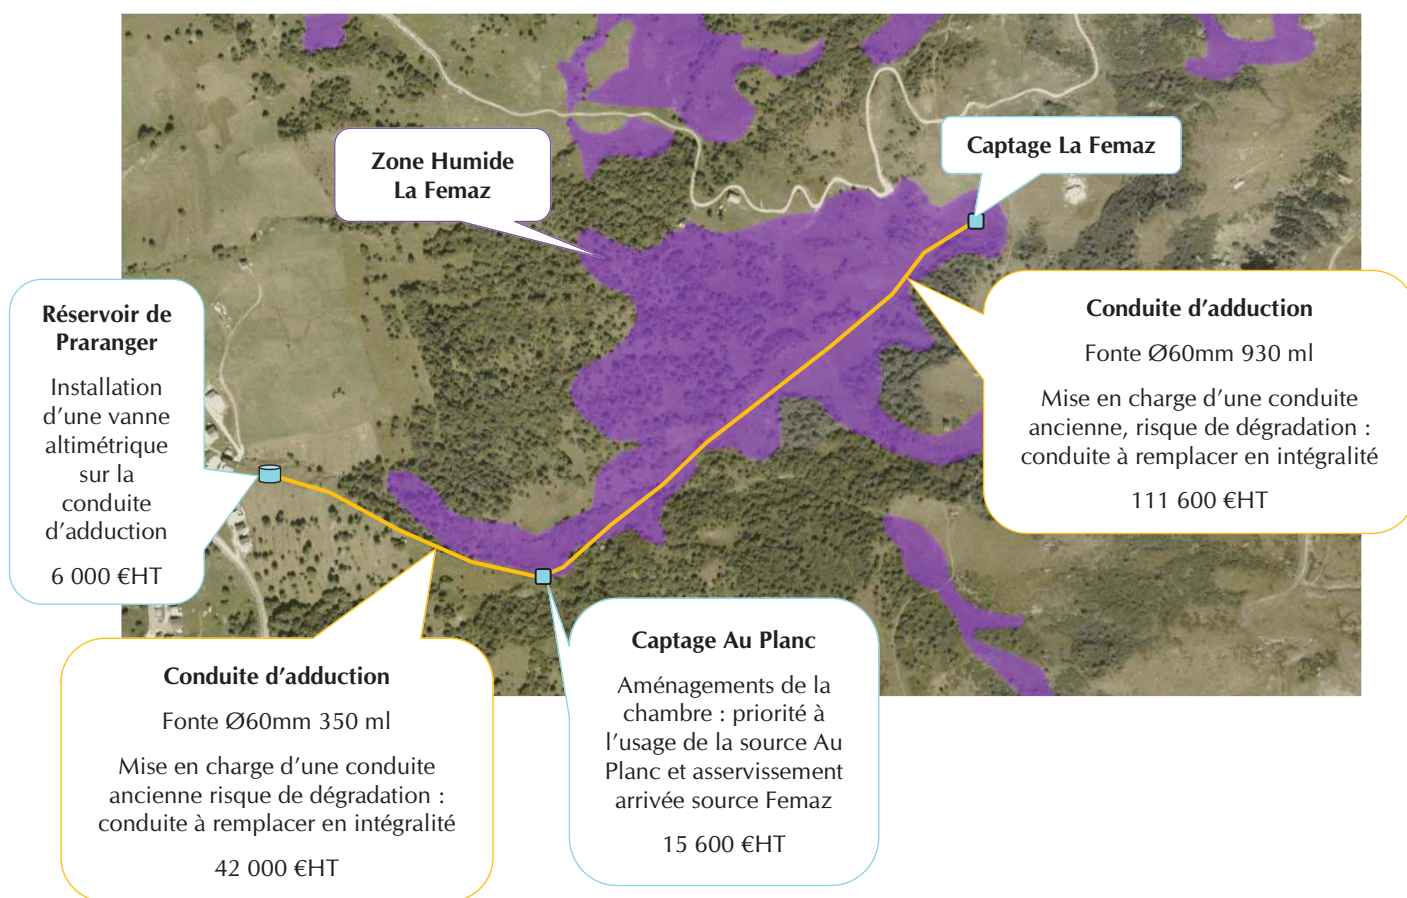 Zone Humide
La Femaz
Captage La Femaz
Réservoir de
Praranger
Installation
d’une vanne
altimétrique
sur la
conduite
d’adduction
6 000 €HT
Conduite d’adduction
Fonte Ø60mm 930 ml
Mise en charge d’une conduite
ancienne, risque de dégradation :
conduite à remplacer en intégralité
111 600 €HT
Conduite d’adduction
Fonte Ø60mm 350 ml
Mise en charge d’une conduite
ancienne risque de dégradation :
conduite à remplacer en intégralité
42 000 €HT
Captage Au Planc
Aménagements de la
chambre : priorité à
l’usage de la source Au
Planc et asservissement
arrivée source Femaz
15 600 €HT